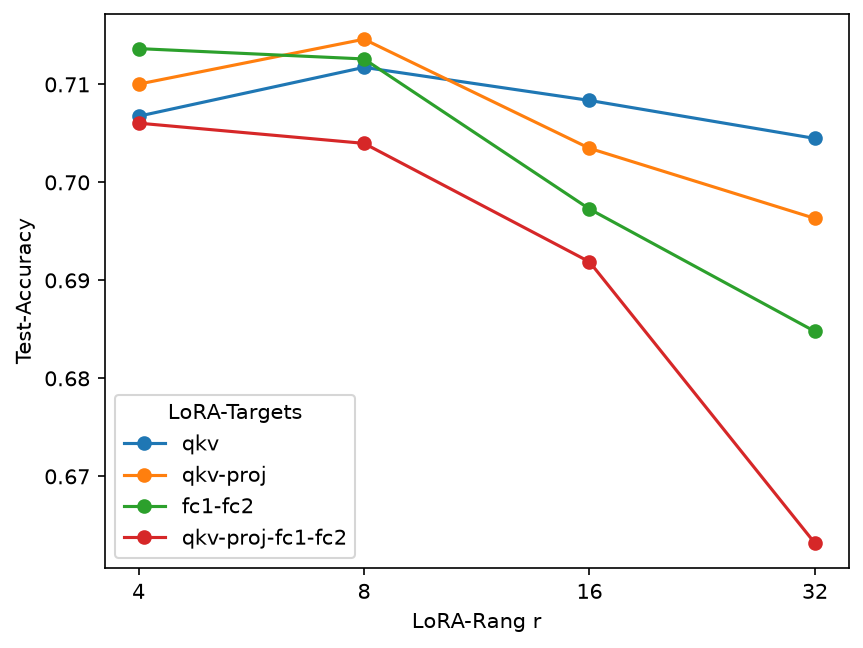 0.71
0.70
0.69
0.68
0.67
Test-Accuracy
LoRA-Targets
qkv
qkv-proj
fc1-fc2
qkv-proj-fc1-fc2
4 8 16 32
LoRA-Rang r